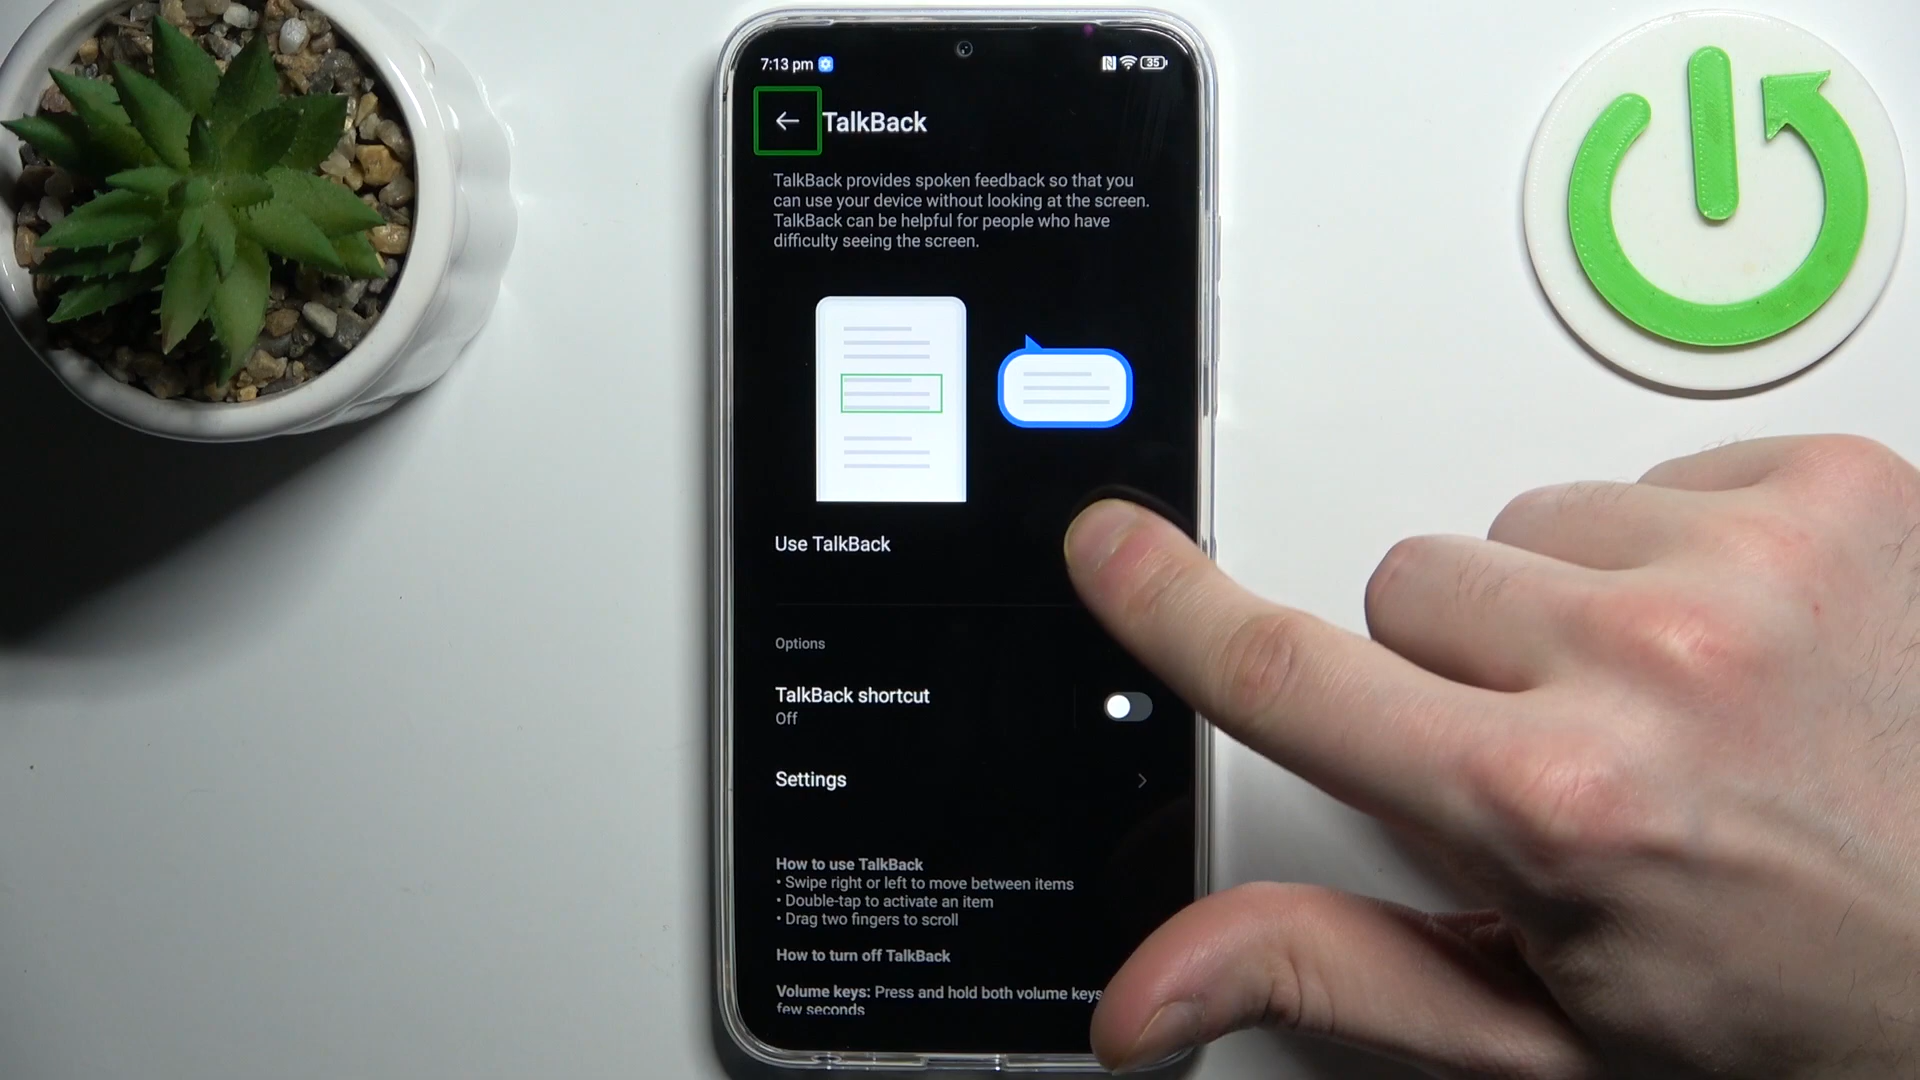 7:13 pm
35
TalkBack
TalkBack provides spoken feedback so that you
can use your device without looking at the screen.
TalkBack can be helpful for people who have
difficulty seeing the screen.
Use TalkBack
Options
TalkBack shortcut
Off
Settings
How to use TalkBack
• Swipe right or left to move between items
• Double-tap to activate an item
• Drag two fingers to scroll
How to turn off TalkBack
Volume keys: Press and hold both volume keys
few seconds